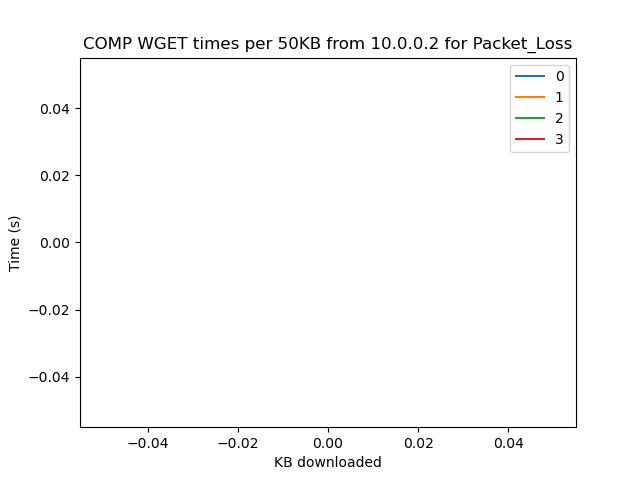 COMP WGET times per 50KB from 10.0.0.2 for Packet_Loss
0
1
2
3
0.04
0.02
0.00
−0.02
−0.04
Time (s)
−0.04 −0.02 0.00 0.02 0.04
KB downloaded